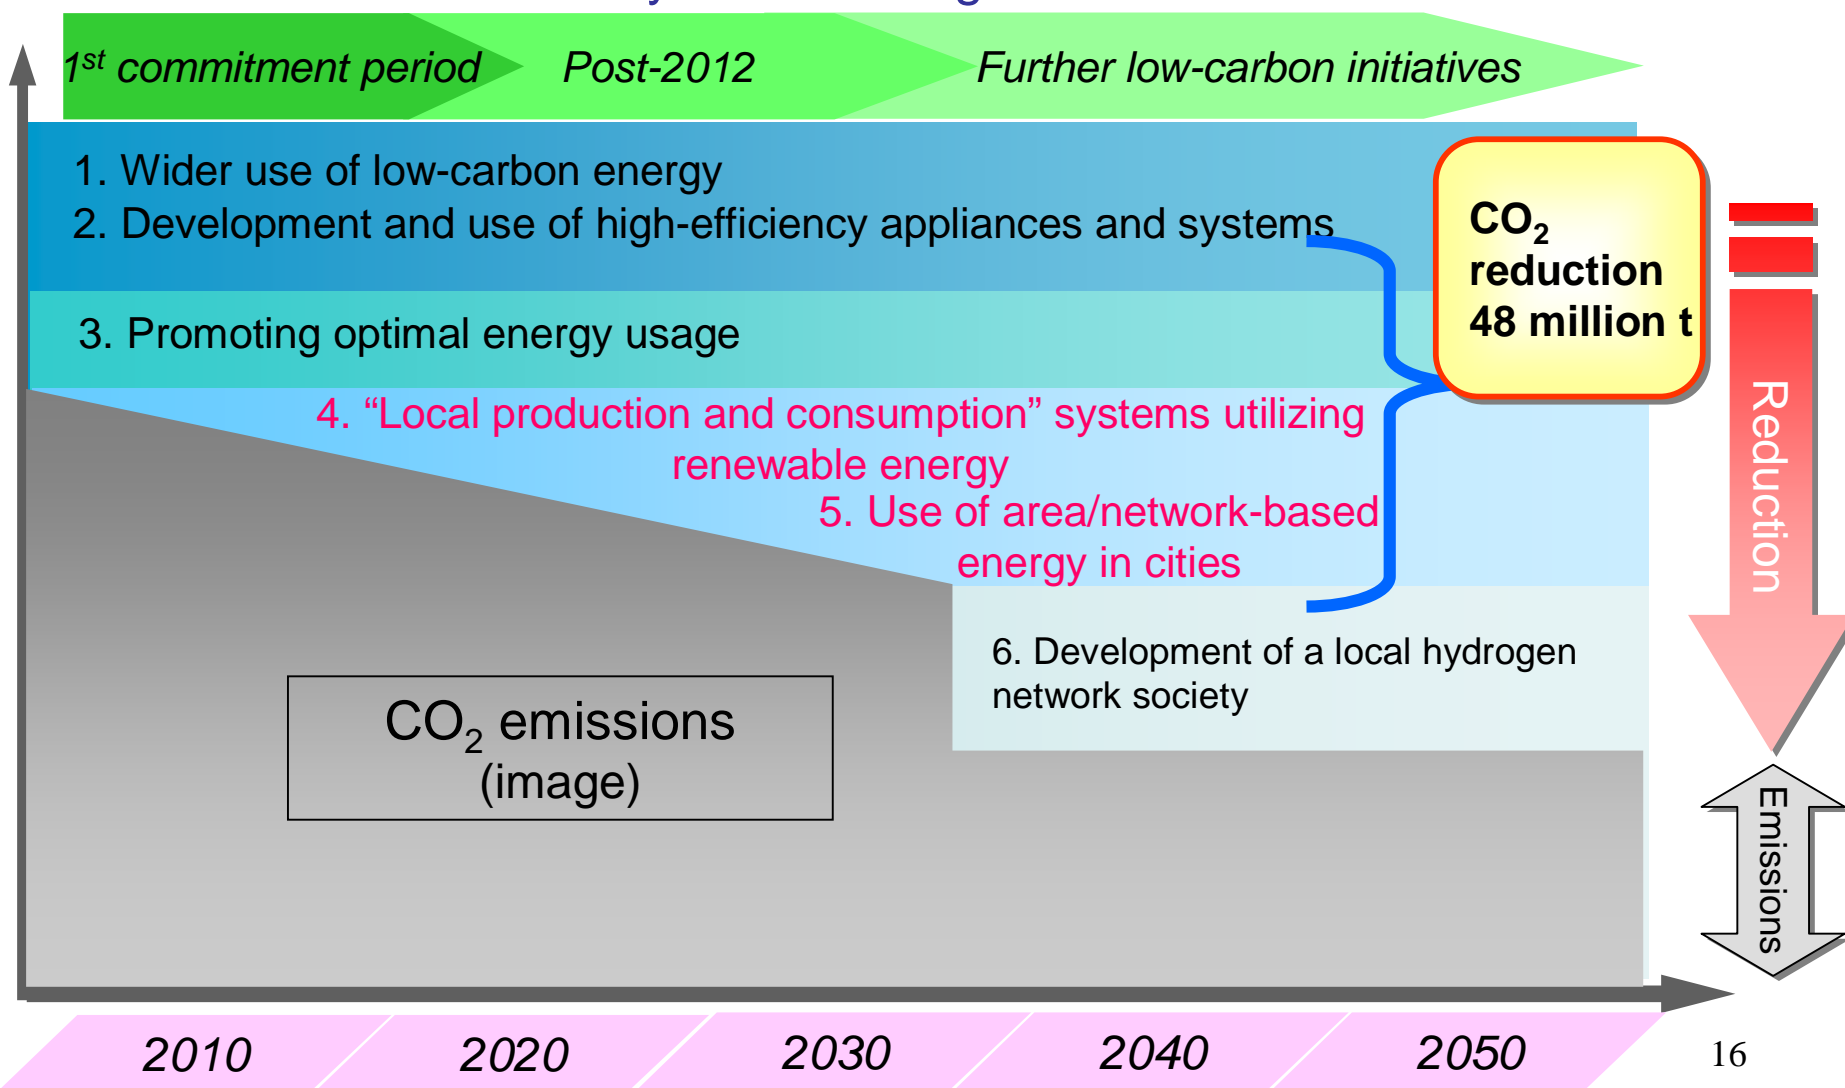 1st commitment period
Post-2012
Further low-carbon initiatives
1. Wider use of low-carbon energy
2. Development and use of high-efficiency appliances and systems
CO2
reduction
48 million t
3. Promoting optimal energy usage
4. “Local production and consumption” systems utilizing
renewable energy
5. Use of area/network-based
energy in cities
6. Development of a local hydrogen
network society
CO2 emissions
(image)
Reduction
Emissions
2010
2020
2030
2040
2050
16